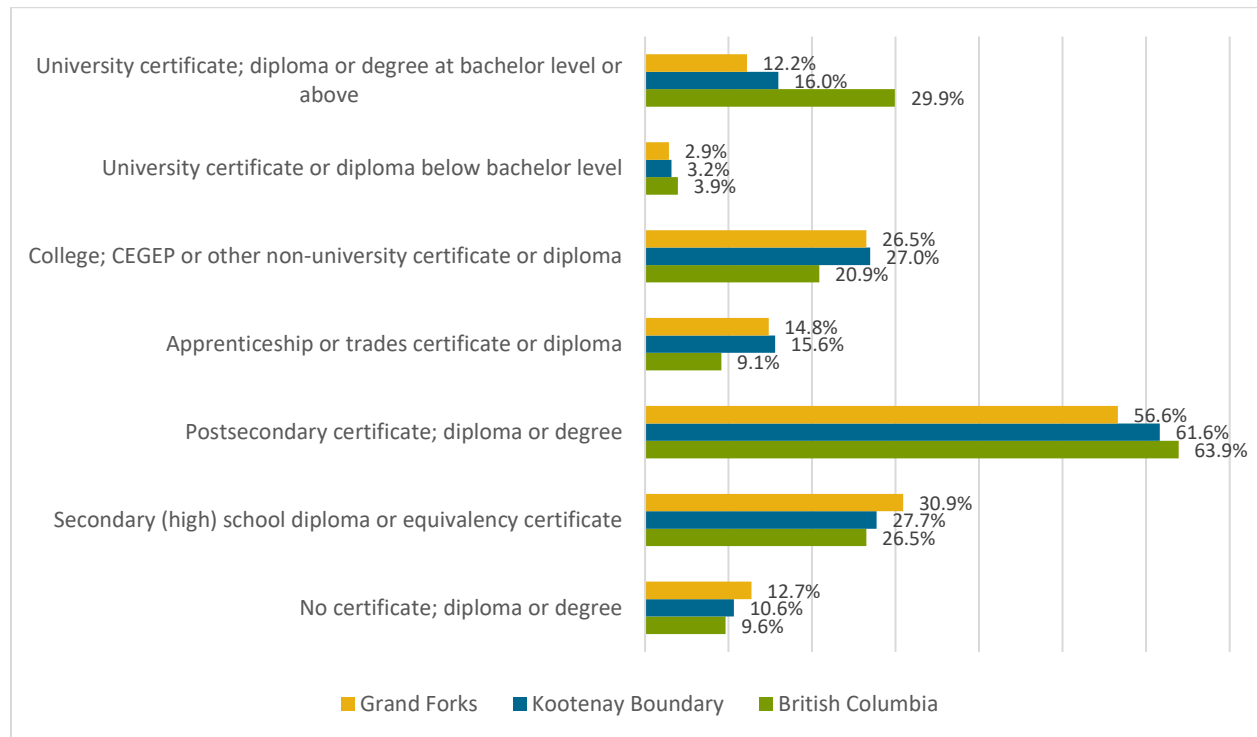 University certificate; diploma or degree at bachelor level or
above
12.2%
16.0%
29.9%
University certificate or diploma below bachelor level
2.9%
3.2%
3.9%
College; CEGEP or other non-university certificate or diploma
26.5%
27.0%
20.9%
Apprenticeship or trades certificate or diploma
14.8%
15.6%
9.1%
Postsecondary certificate; diploma or degree
56.6%
61.6%
63.9%
Secondary (high) school diploma or equivalency certificate
30.9%
27.7%
26.5%
No certificate; diploma or degree
12.7%
10.6%
9.6%
Grand Forks Kootenay Boundary British Columbia